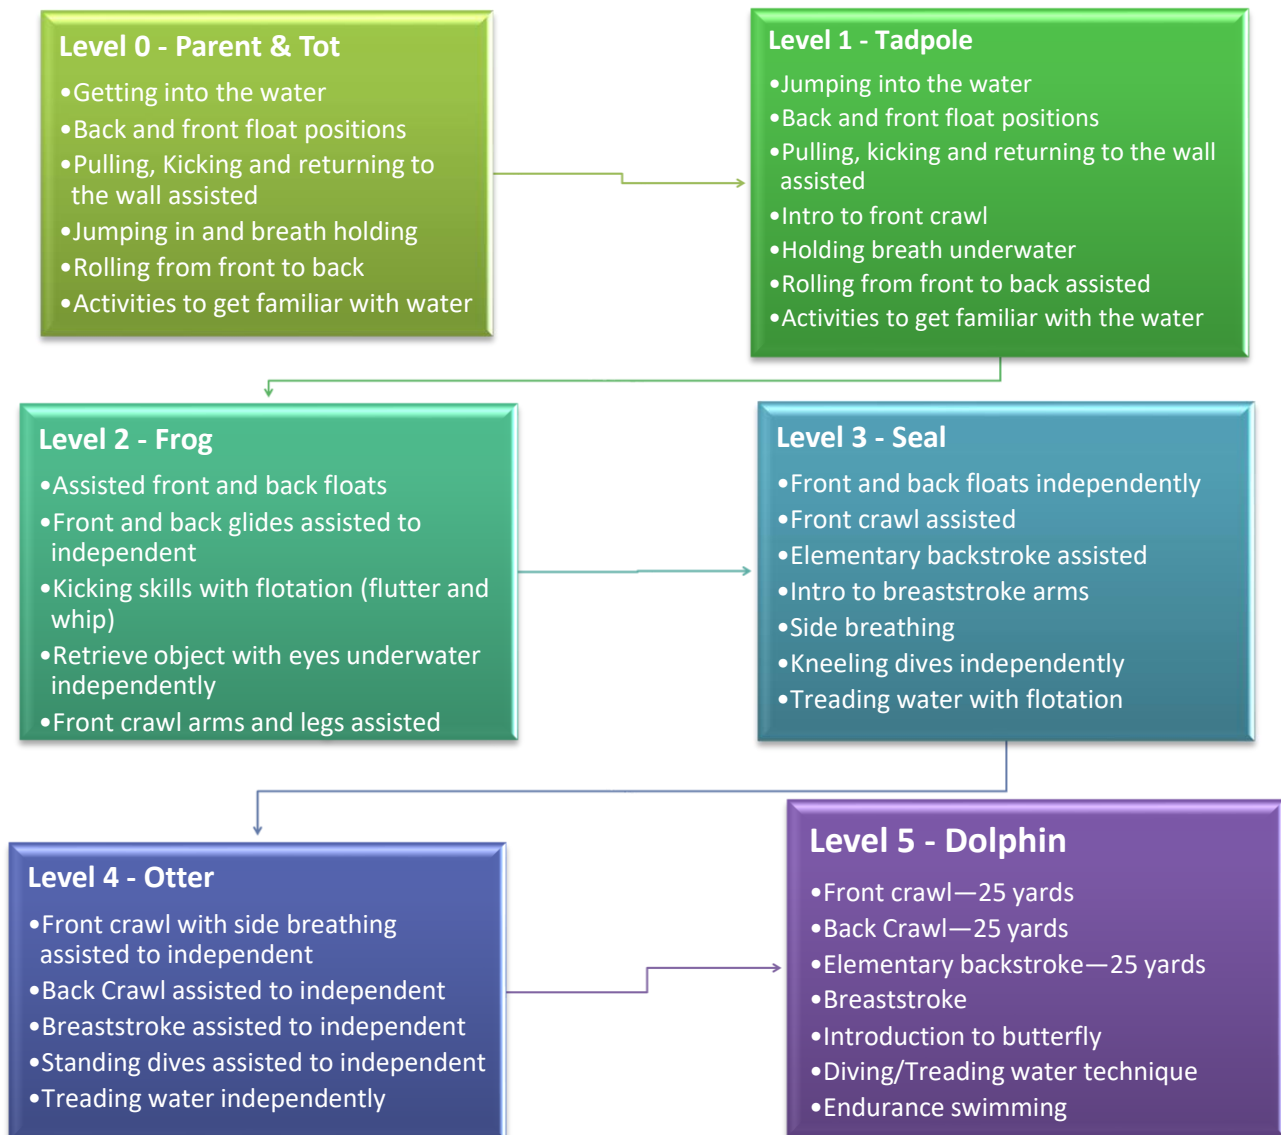 Level 0 - Parent & Tot
•Getting into the water
•Back and front float positions
•Pulling, Kicking and returning to
the wall assisted
•Jumping in and breath holding
•Rolling from front to back
•Activities to get familiar with water
Level 1 - Tadpole
•Jumping into the water
•Back and front float positions
•Pulling, kicking and returning to the wall
assisted
•Intro to front crawl
•Holding breath underwater
•Rolling from front to back assisted
•Activities to get familiar with the water
Level 2 - Frog
•Assisted front and back floats
•Front and back glides assisted to
independent
•Kicking skills with flotation (flutter and
whip)
•Retrieve object with eyes underwater
independently
•Front crawl arms and legs assisted
Level 3 - Seal
•Front and back floats independently
•Front crawl assisted
•Elementary backstroke assisted
•Intro to breaststroke arms
•Side breathing
•Kneeling dives independently
•Treading water with flotation
Level 4 - Otter
•Front crawl with side breathing
assisted to independent
•Back Crawl assisted to independent
•Breaststroke assisted to independent
•Standing dives assisted to independent
•Treading water independently
Level 5 - Dolphin
•Front crawl—25 yards
•Back Crawl—25 yards
•Elementary backstroke—25 yards
•Breaststroke
•Introduction to butterfly
•Diving/Treading water technique
•Endurance swimming